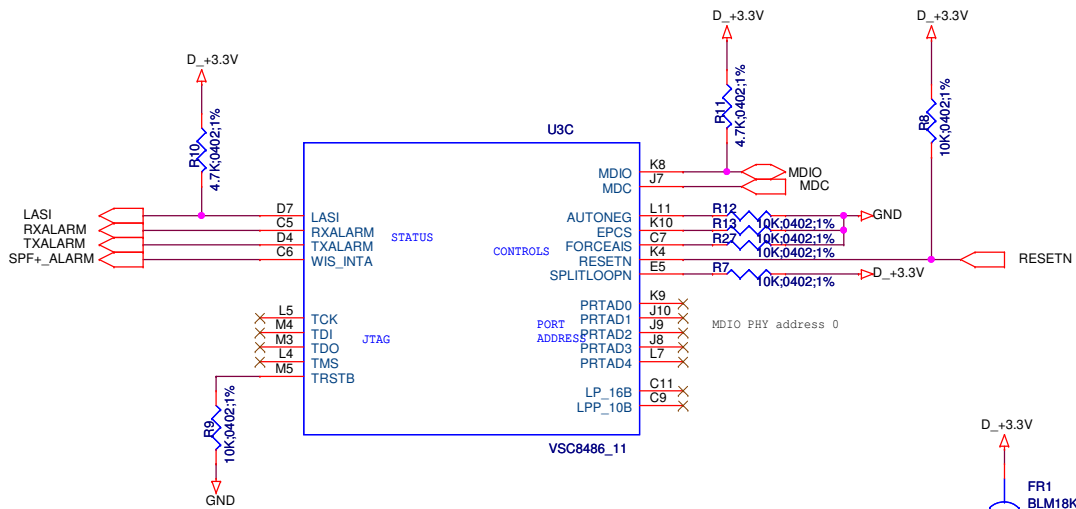 D_+3.3V
D_+3.3V
D_+3.3V
R10
4.7K;0402;1%
R11
4.7K;0402;1%
R8
10K;0402;1%
U3C
LASI
RXALARM
TXALARM
SPF+_ALARM
D7
C5
D4
C6
LASI
RXALARM
TXALARM
WIS_INTA
STATUS
CONTROLS
MDIO
MDC
K8
J7
MDIO
MDC
AUTONEG
EPCS
FORCEAIS
RESETN
SPLITLOOPN
L11
K10
C7
K4
E5
R12
R13
10K;0402;1%
R27
10K;0402;1%
10K;0402;1%
R7
10K;0402;1%
GND
RESETN
D_+3.3V
L5
M4
M3
L4
M5
TCK
TDI
TDO
TMS
TRSTB
JTAG
PORT
ADDRESS
PRTAD0
PRTAD1
PRTAD2
PRTAD3
PRTAD4
K9
J10
J9
J8
L7
MDIO PHY address 0
LP_16B
LPP_10B
C11
C9
R9
10K;0402;1%
GND
VSC8486_11
D_+3.3V
FR1
BLM18K